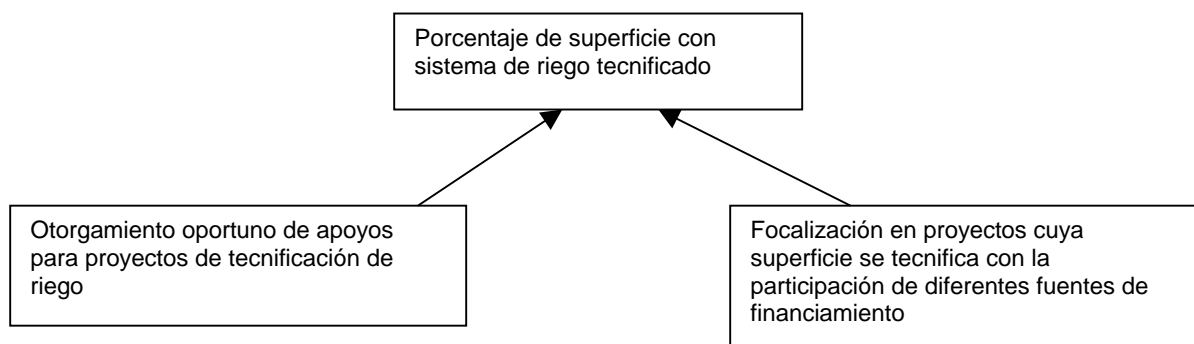 Porcentaje de superficie con
sistema de riego tecnificado
Otorgamiento oportuno de apoyos
para proyectos de tecnificación de
riego
Focalización en proyectos cuya
superficie se tecnifica con la
participación de diferentes fuentes de
financiamiento